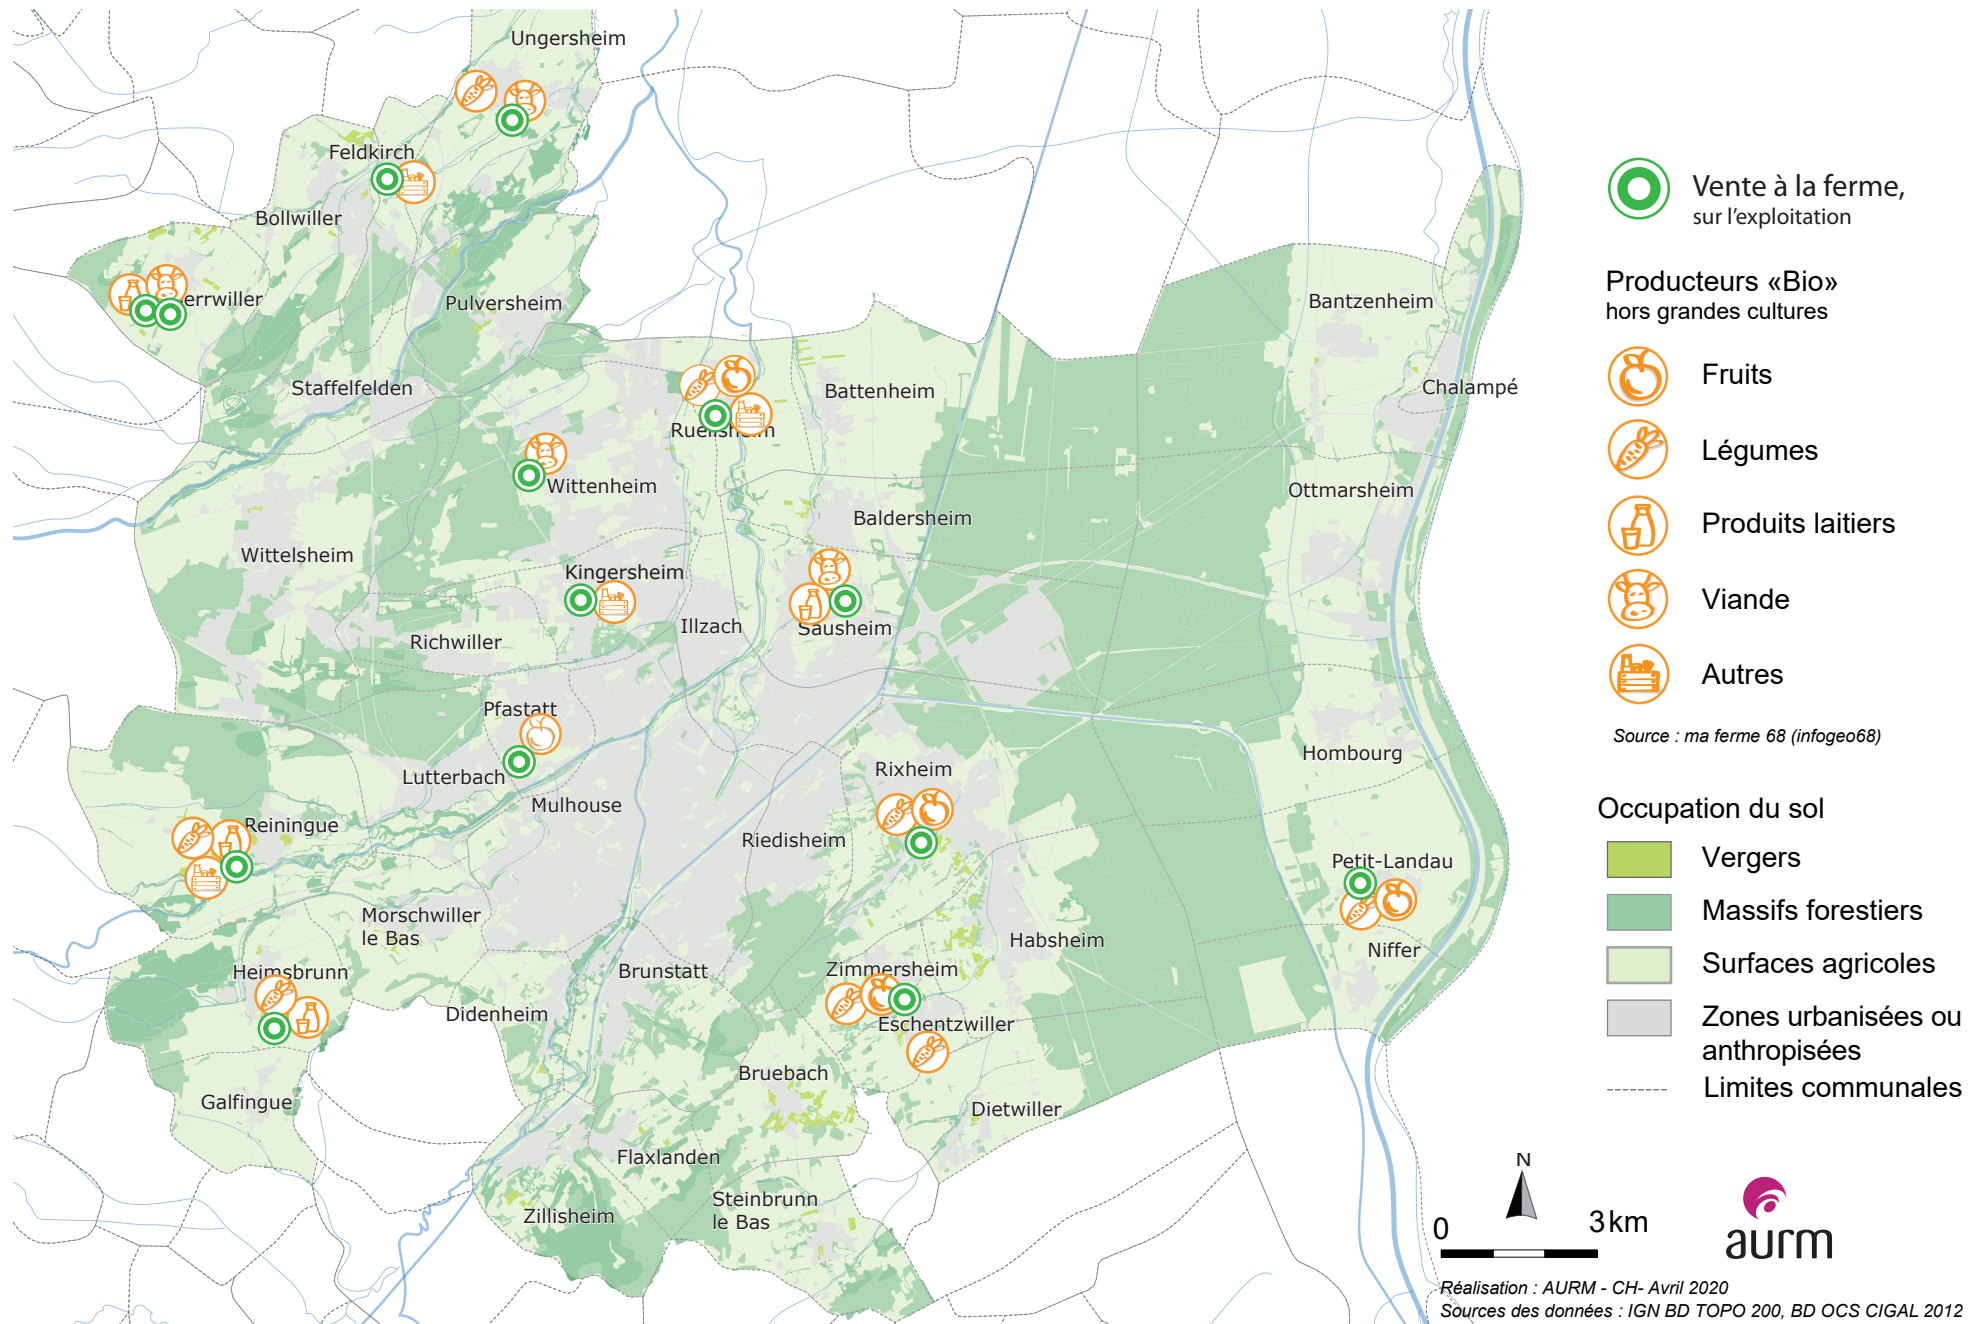 Ungersheim
Feldkirch
Bollwiller
errwiller
Pulversheim
Staffelfelden
Bantzenheim
Chalampé
Battenheim
Ruelisheim
Wittenheim
Ottmarsheim
Baldersheim
Wittelsheim
Kingersheim
Illzach
Sausheim
Richwiller
Pfastatt
Lutterbach
Mulhouse
Rixheim
Hombourg
Reiningue
Riedisheim
Petit-Landau
Morschwiller
le Bas
Habsheim
Niffer
Heimsbrunn
Brunstatt
Zimmersheim
Didenheim
Eschentzwiller
Bruebach
Galfingue
Dietwiller
Flaxlanden
Steinbrunn
le Bas
Zillisheim
Vente à la ferme,
sur l'exploitation
Producteurs «Bio»
hors grandes cultures
Fruits
Légumes
Produits laitiers
Viande
Autres
Source : ma ferme 68 (infogeo68)
Occupation du sol
Vergers
Massifs forestiers
Surfaces agricoles
Zones urbanisées ou
anthropisées
Limites communales
N
0 3 km
aurm
Réalisation : AURM - CH- Avril 2020
Sources des données : IGN BD TOPO 200, BD OCS CIGAL 2012